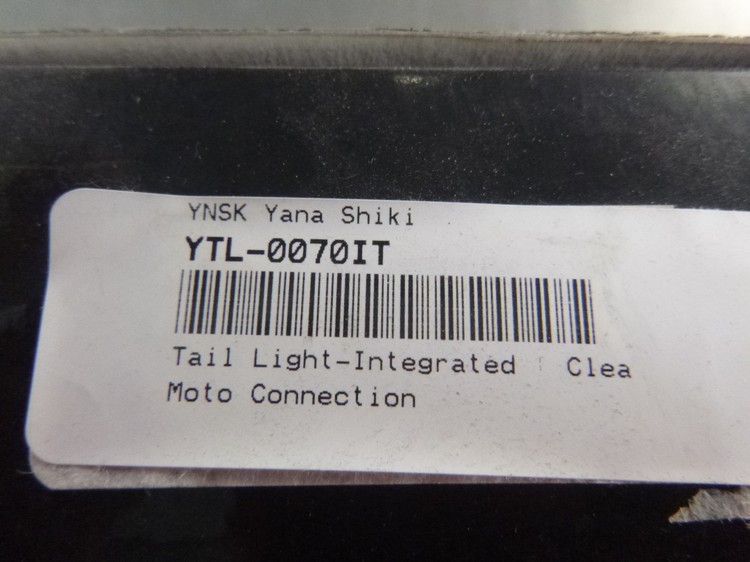 YNSK Yana Shiki
YTL-0070IT
Tail Light-Integrated Clea
Moto Connection